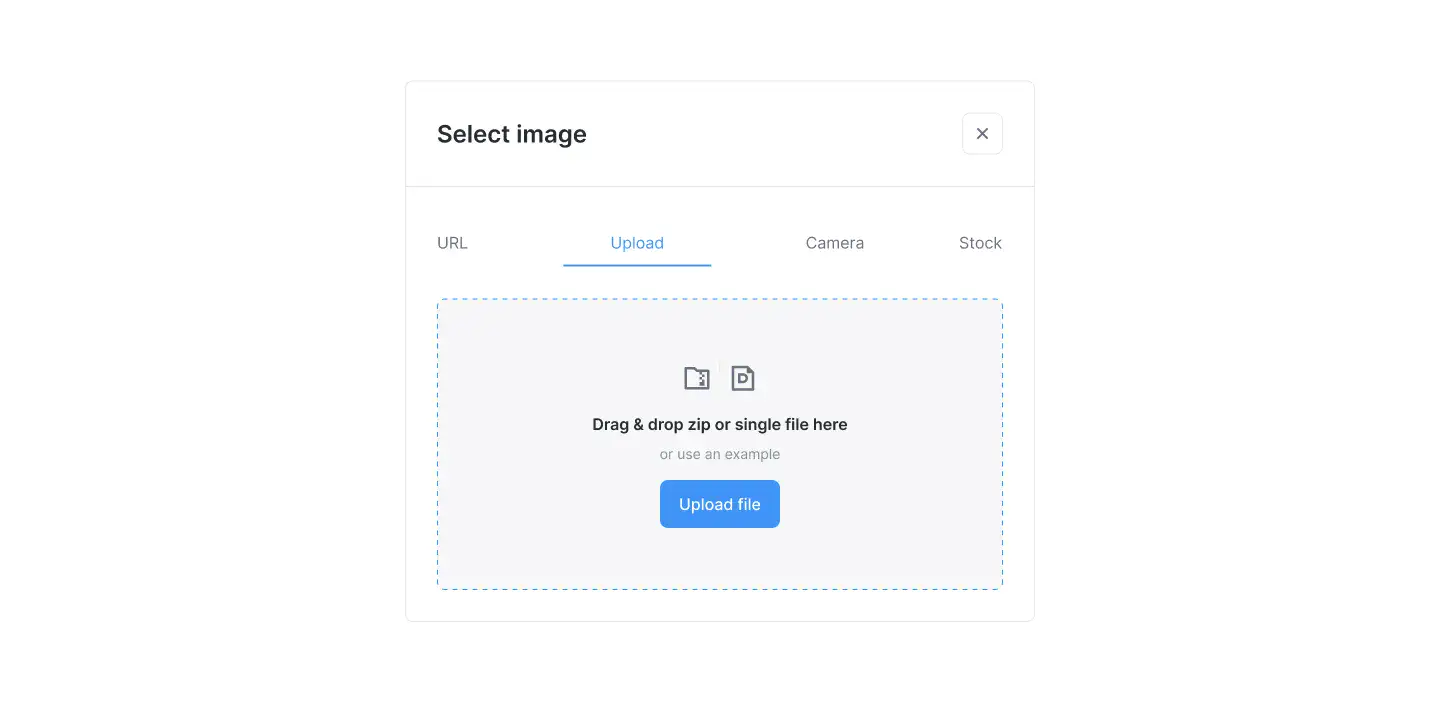 Select image
URL
Upload
Camera
Stock
Drag & drop zip or single file here
or use an example
Upload file